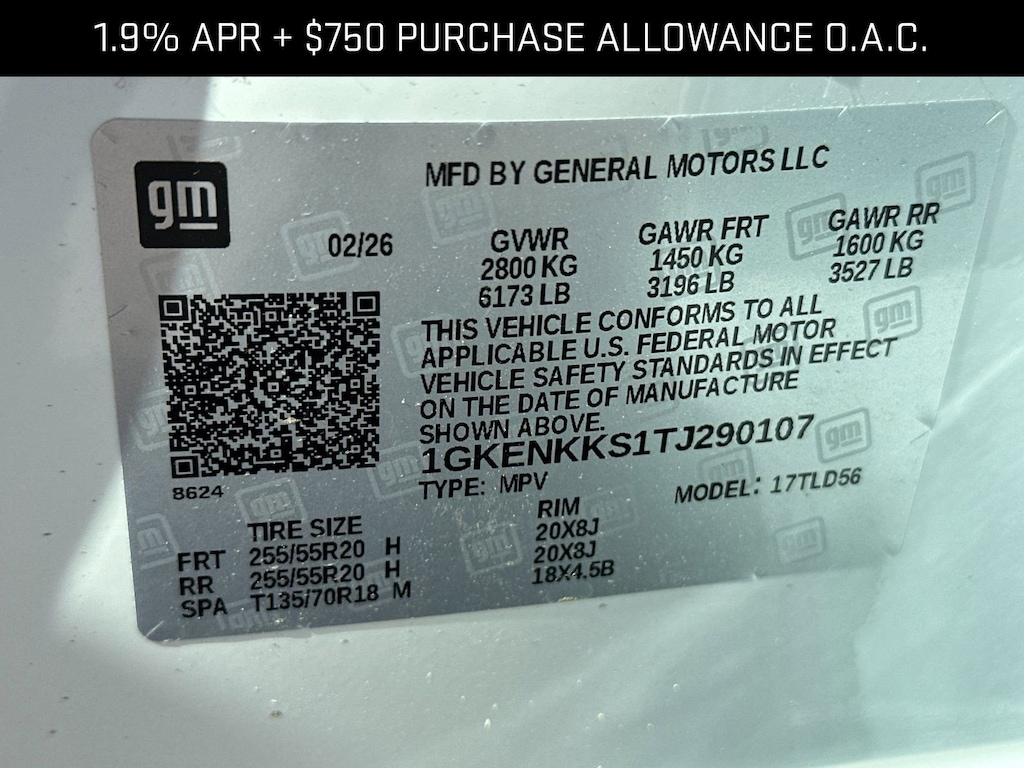 1.9% APR + $750 PURCHASE ALLOWANCE O.A.C.
gm
MFD BY GENERAL MOTORS LLC
02/26
GVWR
2800 KG
6173 LB
GAWR FRT
1450 KG
3196 LB
GAWR RR
1600 KG
3527 LB
THIS VEHICLE CONFORMS TO ALL
APPLICABLE U.S. FEDERAL MOTOR
VEHICLE SAFETY STANDARDS IN EFFECT
ON THE DATE OF MANUFACTURE
SHOWN ABOVE.
1GKENKKS1TJ290107
TYPE: MPV
MODEL: 17TLD56
8624
TIRE SIZE RIM
FRT 255/55R20 H 20X8J
RR 255/55R20 H 20X8J
SPA T135/70R18 M 18X4.5B